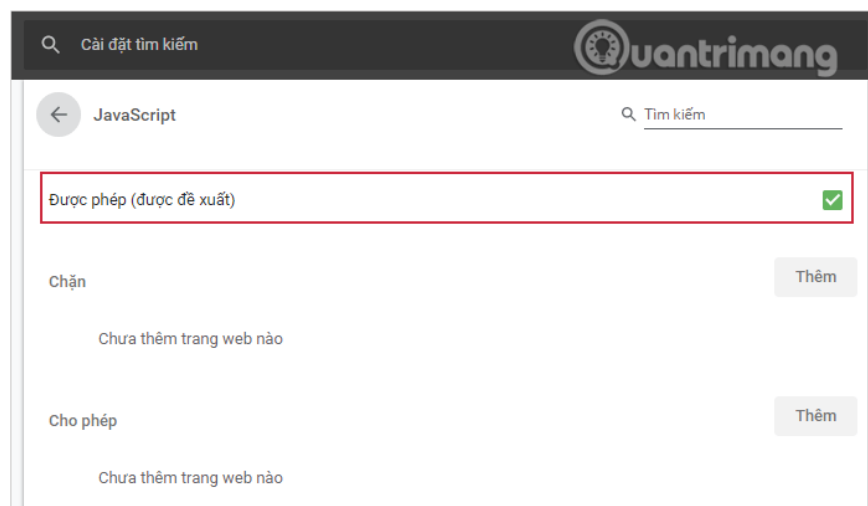 Cài đặt tìm kiếm
Quantrimang
JavaScript
Tìm kiếm
Được phép (được đề xuất)
Chặn
Thêm
Chưa thêm trang web nào
Cho phép
Thêm
Chưa thêm trang web nào